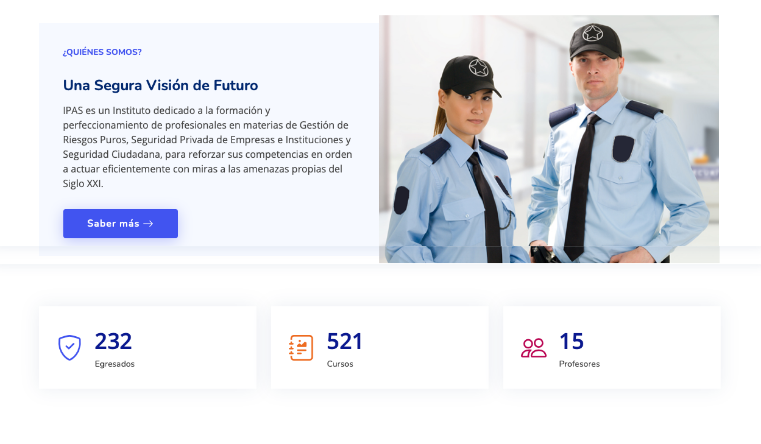 ¿QUIÉNES SOMOS?
Una Segura Visión de Futuro
IPAS es un Instituto dedicado a la formación y
perfeccionamiento de profesionales en materias de Gestión de
Riesgos Puros, Seguridad Privada de Empresas e Instituciones y
Seguridad Ciudadana, para reforzar sus competencias en orden
a actuar eficientemente con miras a las amenazas propias del
Siglo XXI.
Saber más →
232
Egresados
521
Cursos
15
Profesores